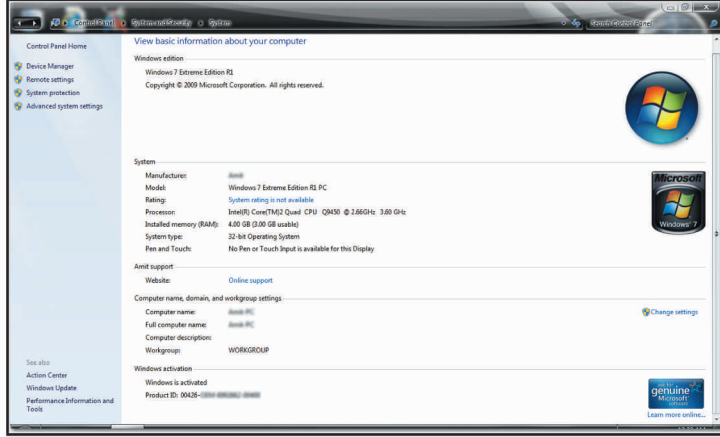 Control Panel ▸ System and Security ▸ System
Search Control Panel
Control Panel Home
Device Manager
Remote settings
System protection
Advanced system settings
View basic information about your computer
Windows edition
Windows 7 Extreme Edition R1
Copyright © 2009 Microsoft Corporation. All rights reserved.
System
Manufacturer:
Model: Windows 7 Extreme Edition R1 PC
Rating: System rating is not available
Processor: Intel(R) Core(TM)2 Quad CPU Q9450 @ 2.66GHz 3.60 GHz
Installed memory (RAM): 4.00 GB (3.00 GB usable)
System type: 32-bit Operating System
Pen and Touch: No Pen or Touch Input is available for this Display
Microsoft
Windows 7
Amit support
Website: Online support
Computer name, domain, and workgroup settings
Computer name:
Change settings
Full computer name:
Computer description:
Workgroup: WORKGROUP
Windows activation
Windows is activated
Product ID: 00426-
ask for
genuine
Microsoft
software
Learn more online...
See also
Action Center
Windows Update
Performance Information and
Tools